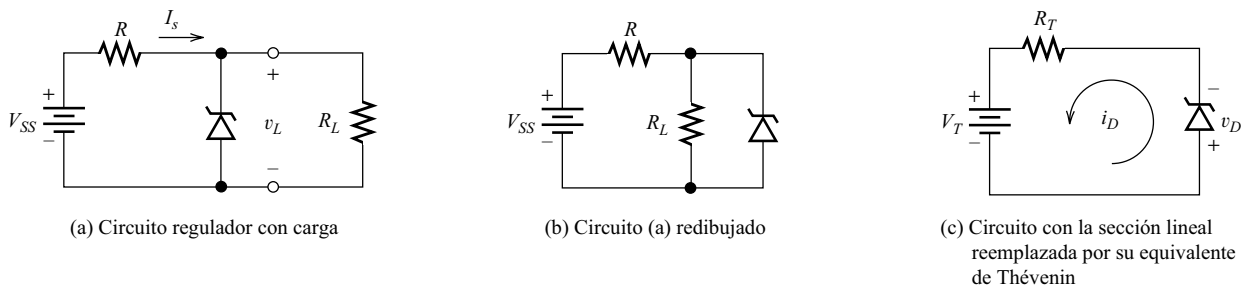 R
I_s
+
V_SS
−
+
v_L
−
R_L
(a) Circuito regulador con carga
R
+
V_SS
−
R_L
(b) Circuito (a) redibujado
R_T
+
V_T
−
i_D
−
v_D
+
(c) Circuito con la sección lineal
reemplazada por su equivalente
de Thévenin